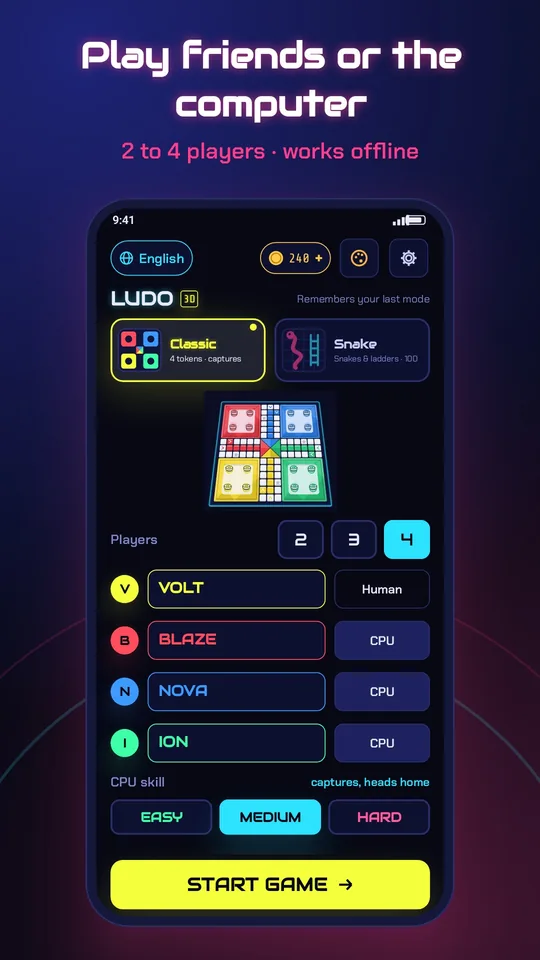 Play friends or the
computer
2 to 4 players · works offline
9:41
English
240 +
LUDO 3D
Remembers your last mode
Classic
4 tokens · captures
Snake
Snakes & ladders · 100
Players
2
3
4
V
VOLT
Human
B
BLAZE
CPU
N
NOVA
CPU
I
ION
CPU
CPU skill
captures, heads home
EASY
MEDIUM
HARD
START GAME →